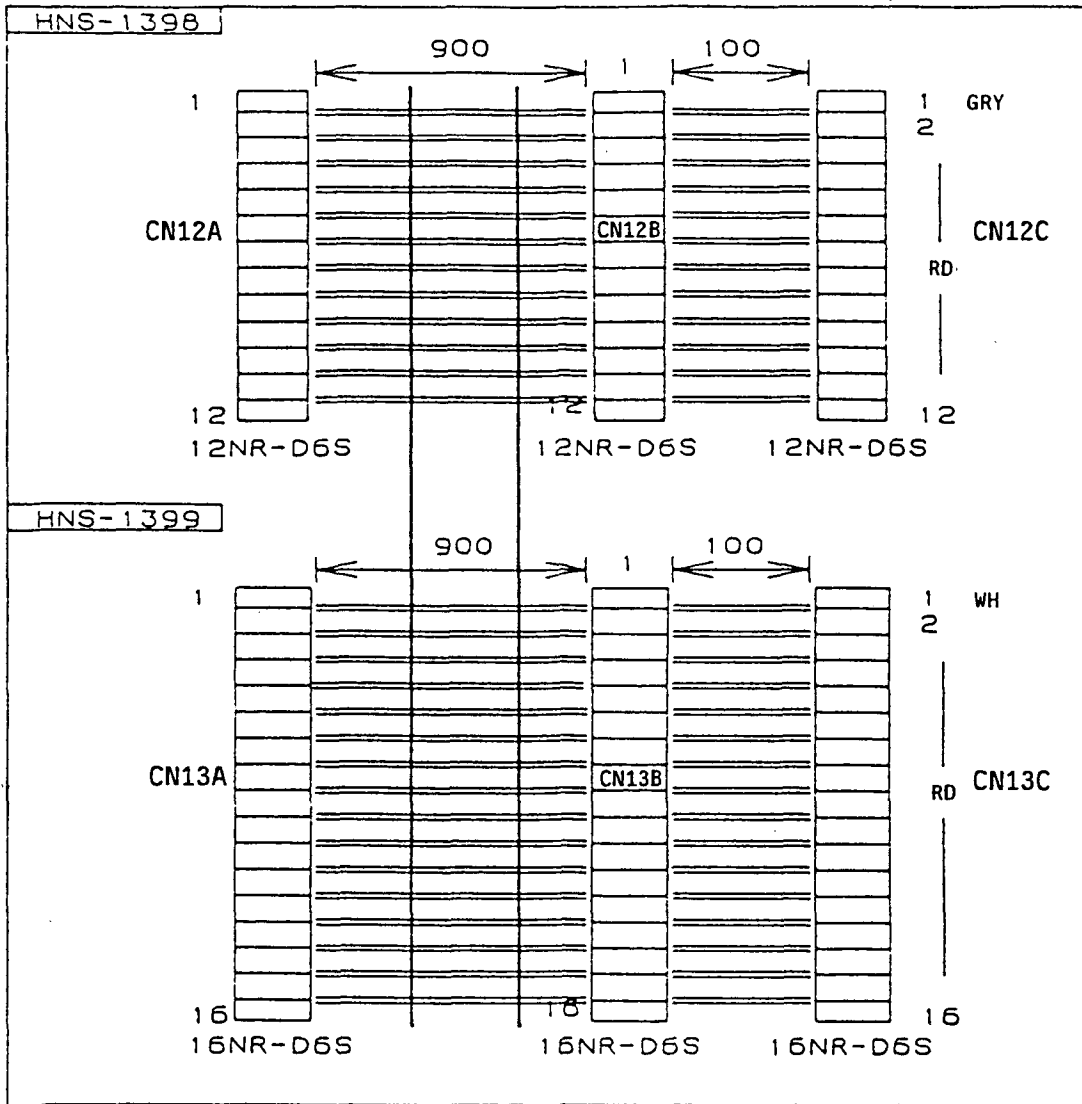 HNS-1398
900 1 100
1 1 GRY
2
CN12A CN12B CN12C
RD
12 12 12
12NR-D6S 12NR-D6S 12NR-D6S
HNS-1399
900 1 100
1 1 WH
2
CN13A CN13B CN13C
RD
16 16 16
16NR-D6S 16NR-D6S 16NR-D6S